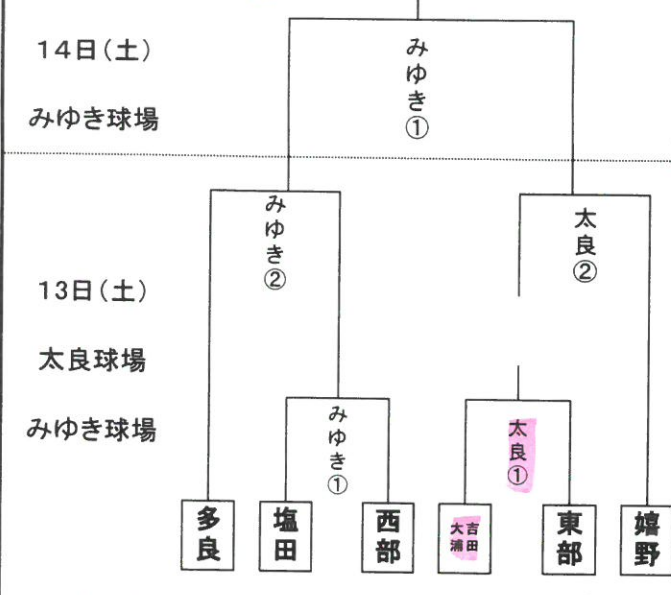 14日(土)
みゆき球場
みゆき①
13日(土)
太良球場
みゆき球場
みゆき②
太良②
みゆき①
太良①
多良
塩田
西部
吉田
大浦
東部
嬉野